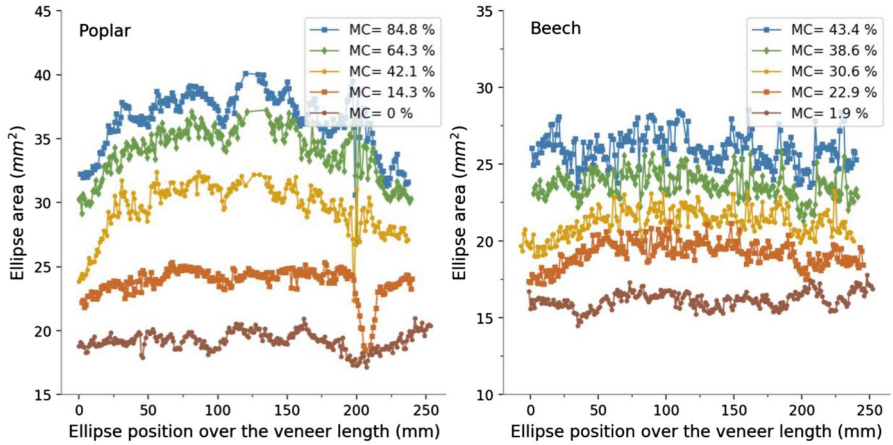 Poplar
MC= 84.8 %
MC= 64.3 %
MC= 42.1 %
MC= 14.3 %
MC= 0 %
45
40
35
30
25
20
15
0
50
100
150
200
250
Ellipse area (mm²)
Ellipse position over the veneer length (mm)
Beech
MC= 43.4 %
MC= 38.6 %
MC= 30.6 %
MC= 22.9 %
MC= 1.9 %
35
30
25
20
15
10
0
50
100
150
200
250
Ellipse area (mm²)
Ellipse position over the veneer length (mm)